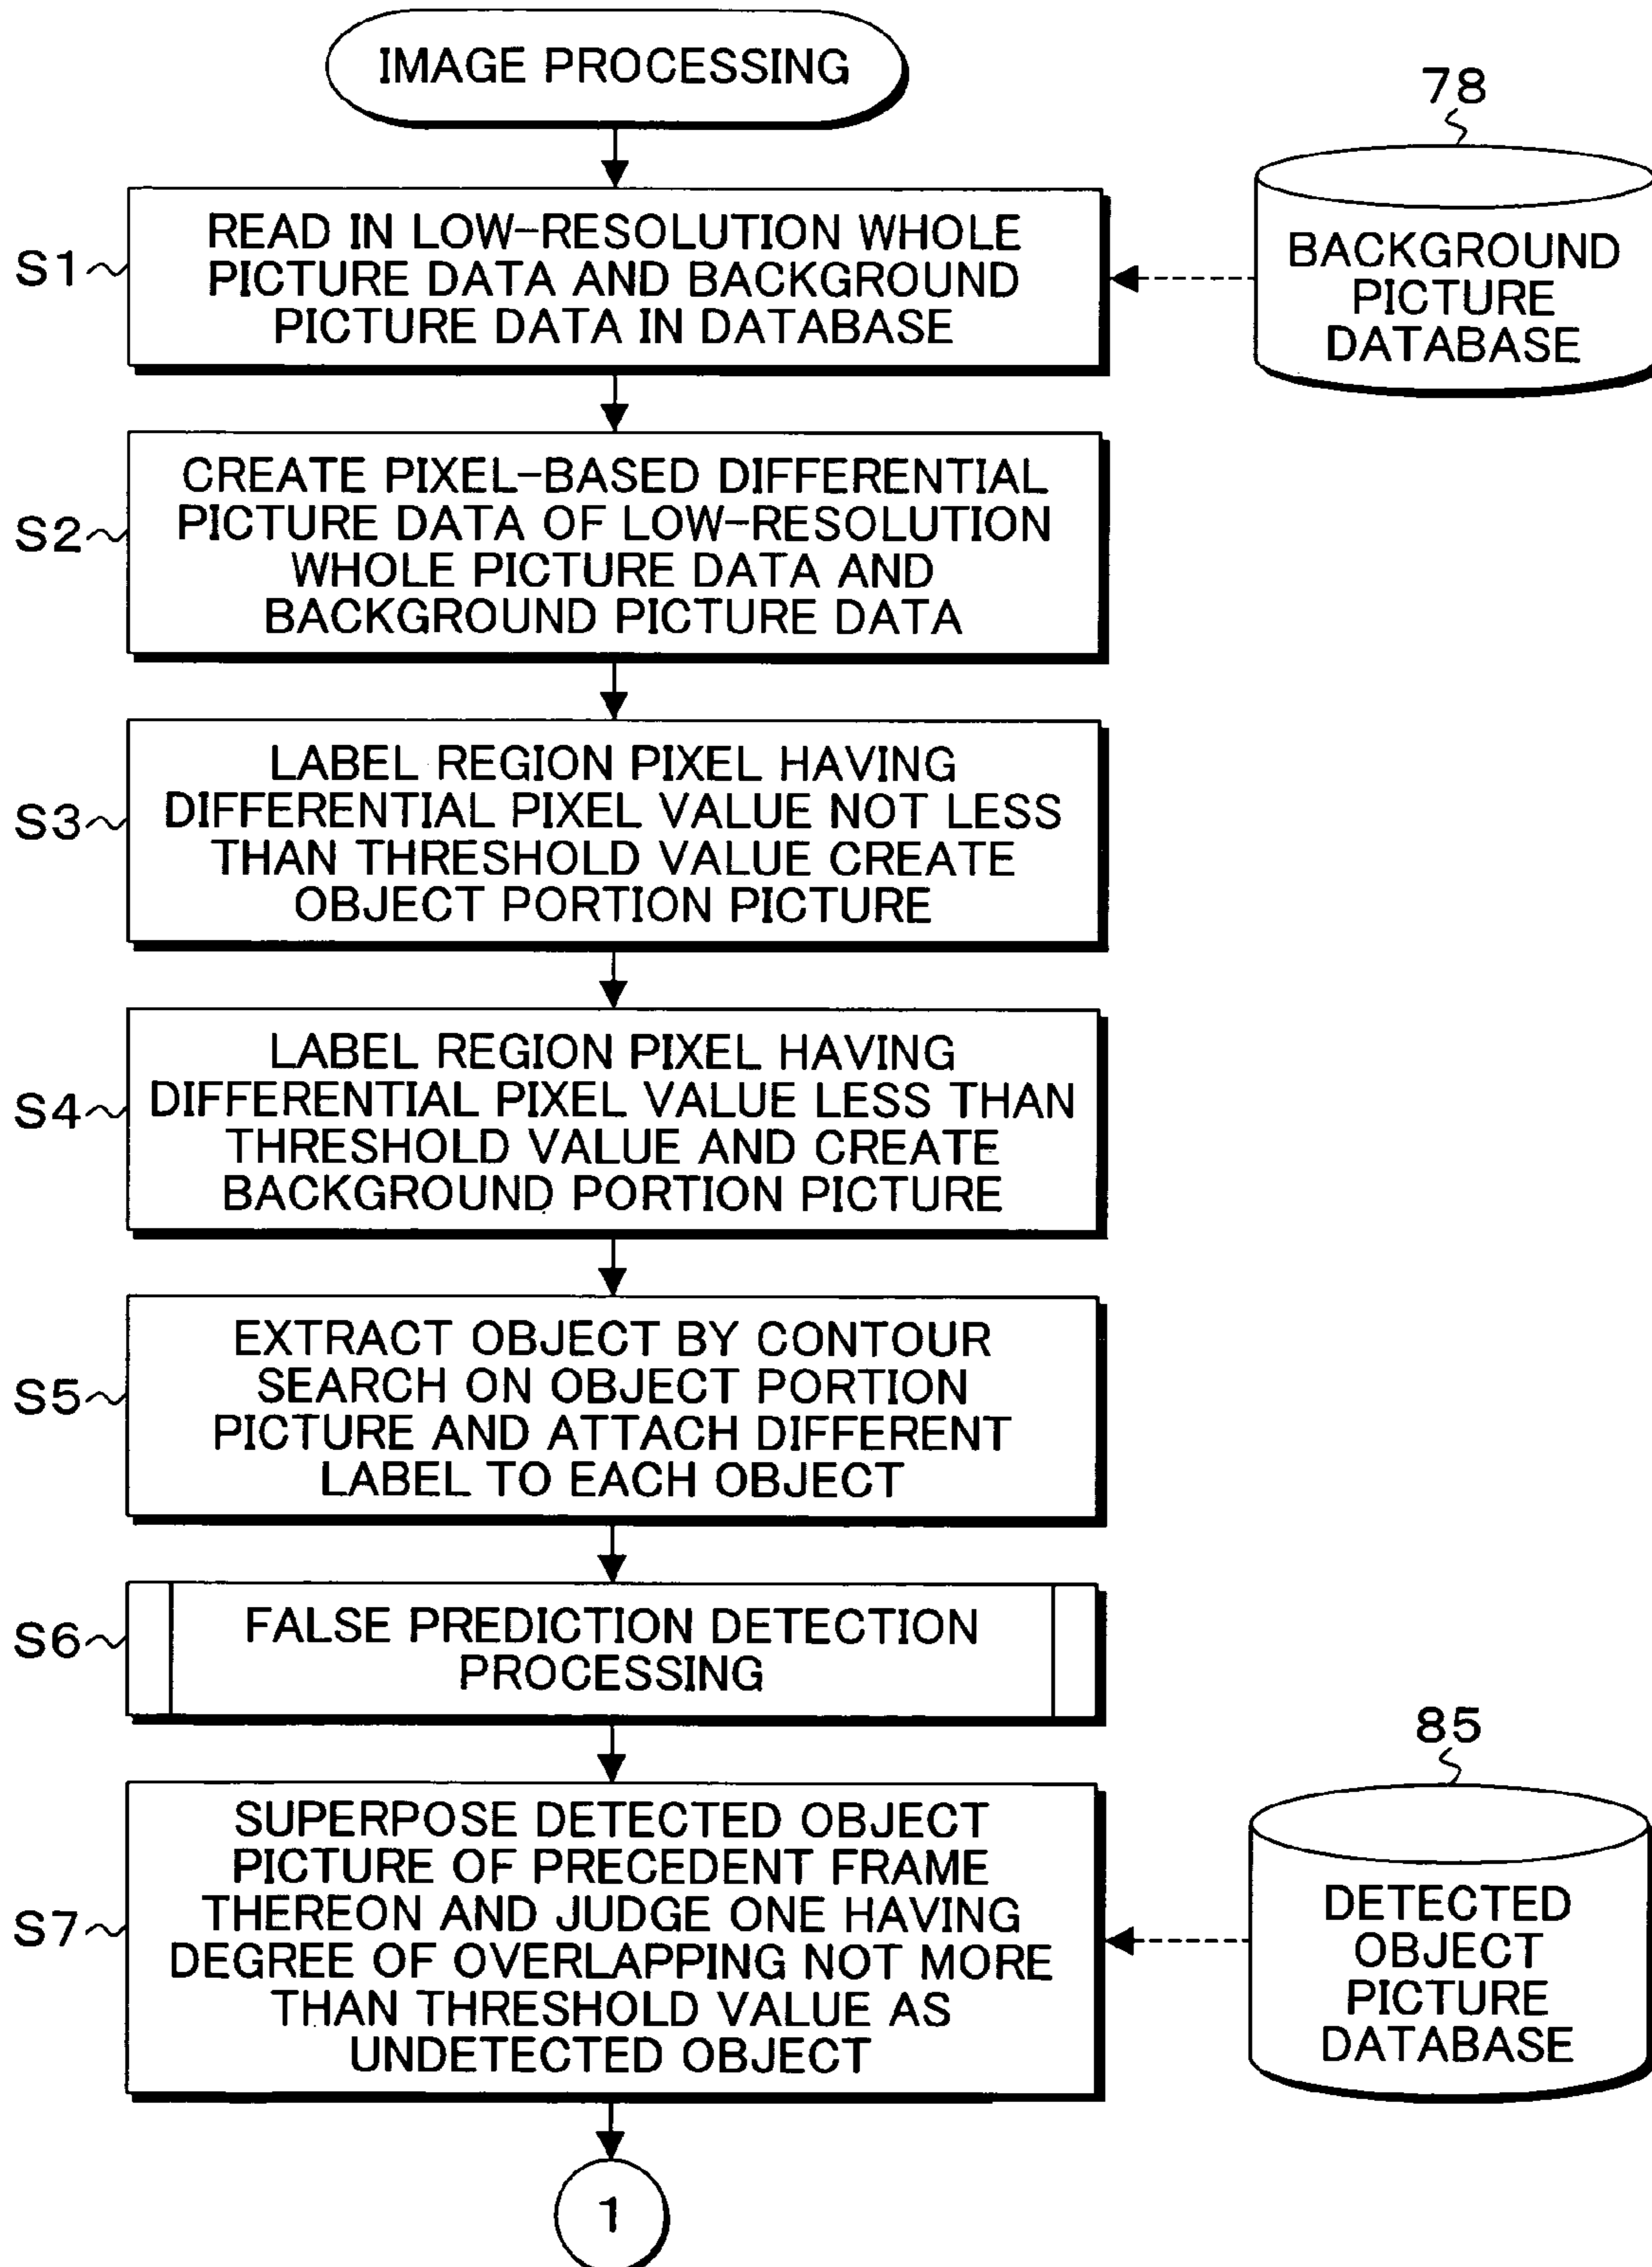 IMAGE PROCESSING
78
S1
READ IN LOW-RESOLUTION WHOLE
PICTURE DATA AND BACKGROUND
PICTURE DATA IN DATABASE
BACKGROUND
PICTURE
DATABASE
S2
CREATE PIXEL-BASED DIFFERENTIAL
PICTURE DATA OF LOW-RESOLUTION
WHOLE PICTURE DATA AND
BACKGROUND PICTURE DATA
S3
LABEL REGION PIXEL HAVING
DIFFERENTIAL PIXEL VALUE NOT LESS
THAN THRESHOLD VALUE CREATE
OBJECT PORTION PICTURE
S4
LABEL REGION PIXEL HAVING
DIFFERENTIAL PIXEL VALUE LESS THAN
THRESHOLD VALUE AND CREATE
BACKGROUND PORTION PICTURE
S5
EXTRACT OBJECT BY CONTOUR
SEARCH ON OBJECT PORTION
PICTURE AND ATTACH DIFFERENT
LABEL TO EACH OBJECT
S6
FALSE PREDICTION DETECTION
PROCESSING
85
S7
SUPERPOSE DETECTED OBJECT
PICTURE OF PRECEDENT FRAME
THEREON AND JUDGE ONE HAVING
DEGREE OF OVERLAPPING NOT MORE
THAN THRESHOLD VALUE AS
UNDETECTED OBJECT
DETECTED
OBJECT
PICTURE
DATABASE
1